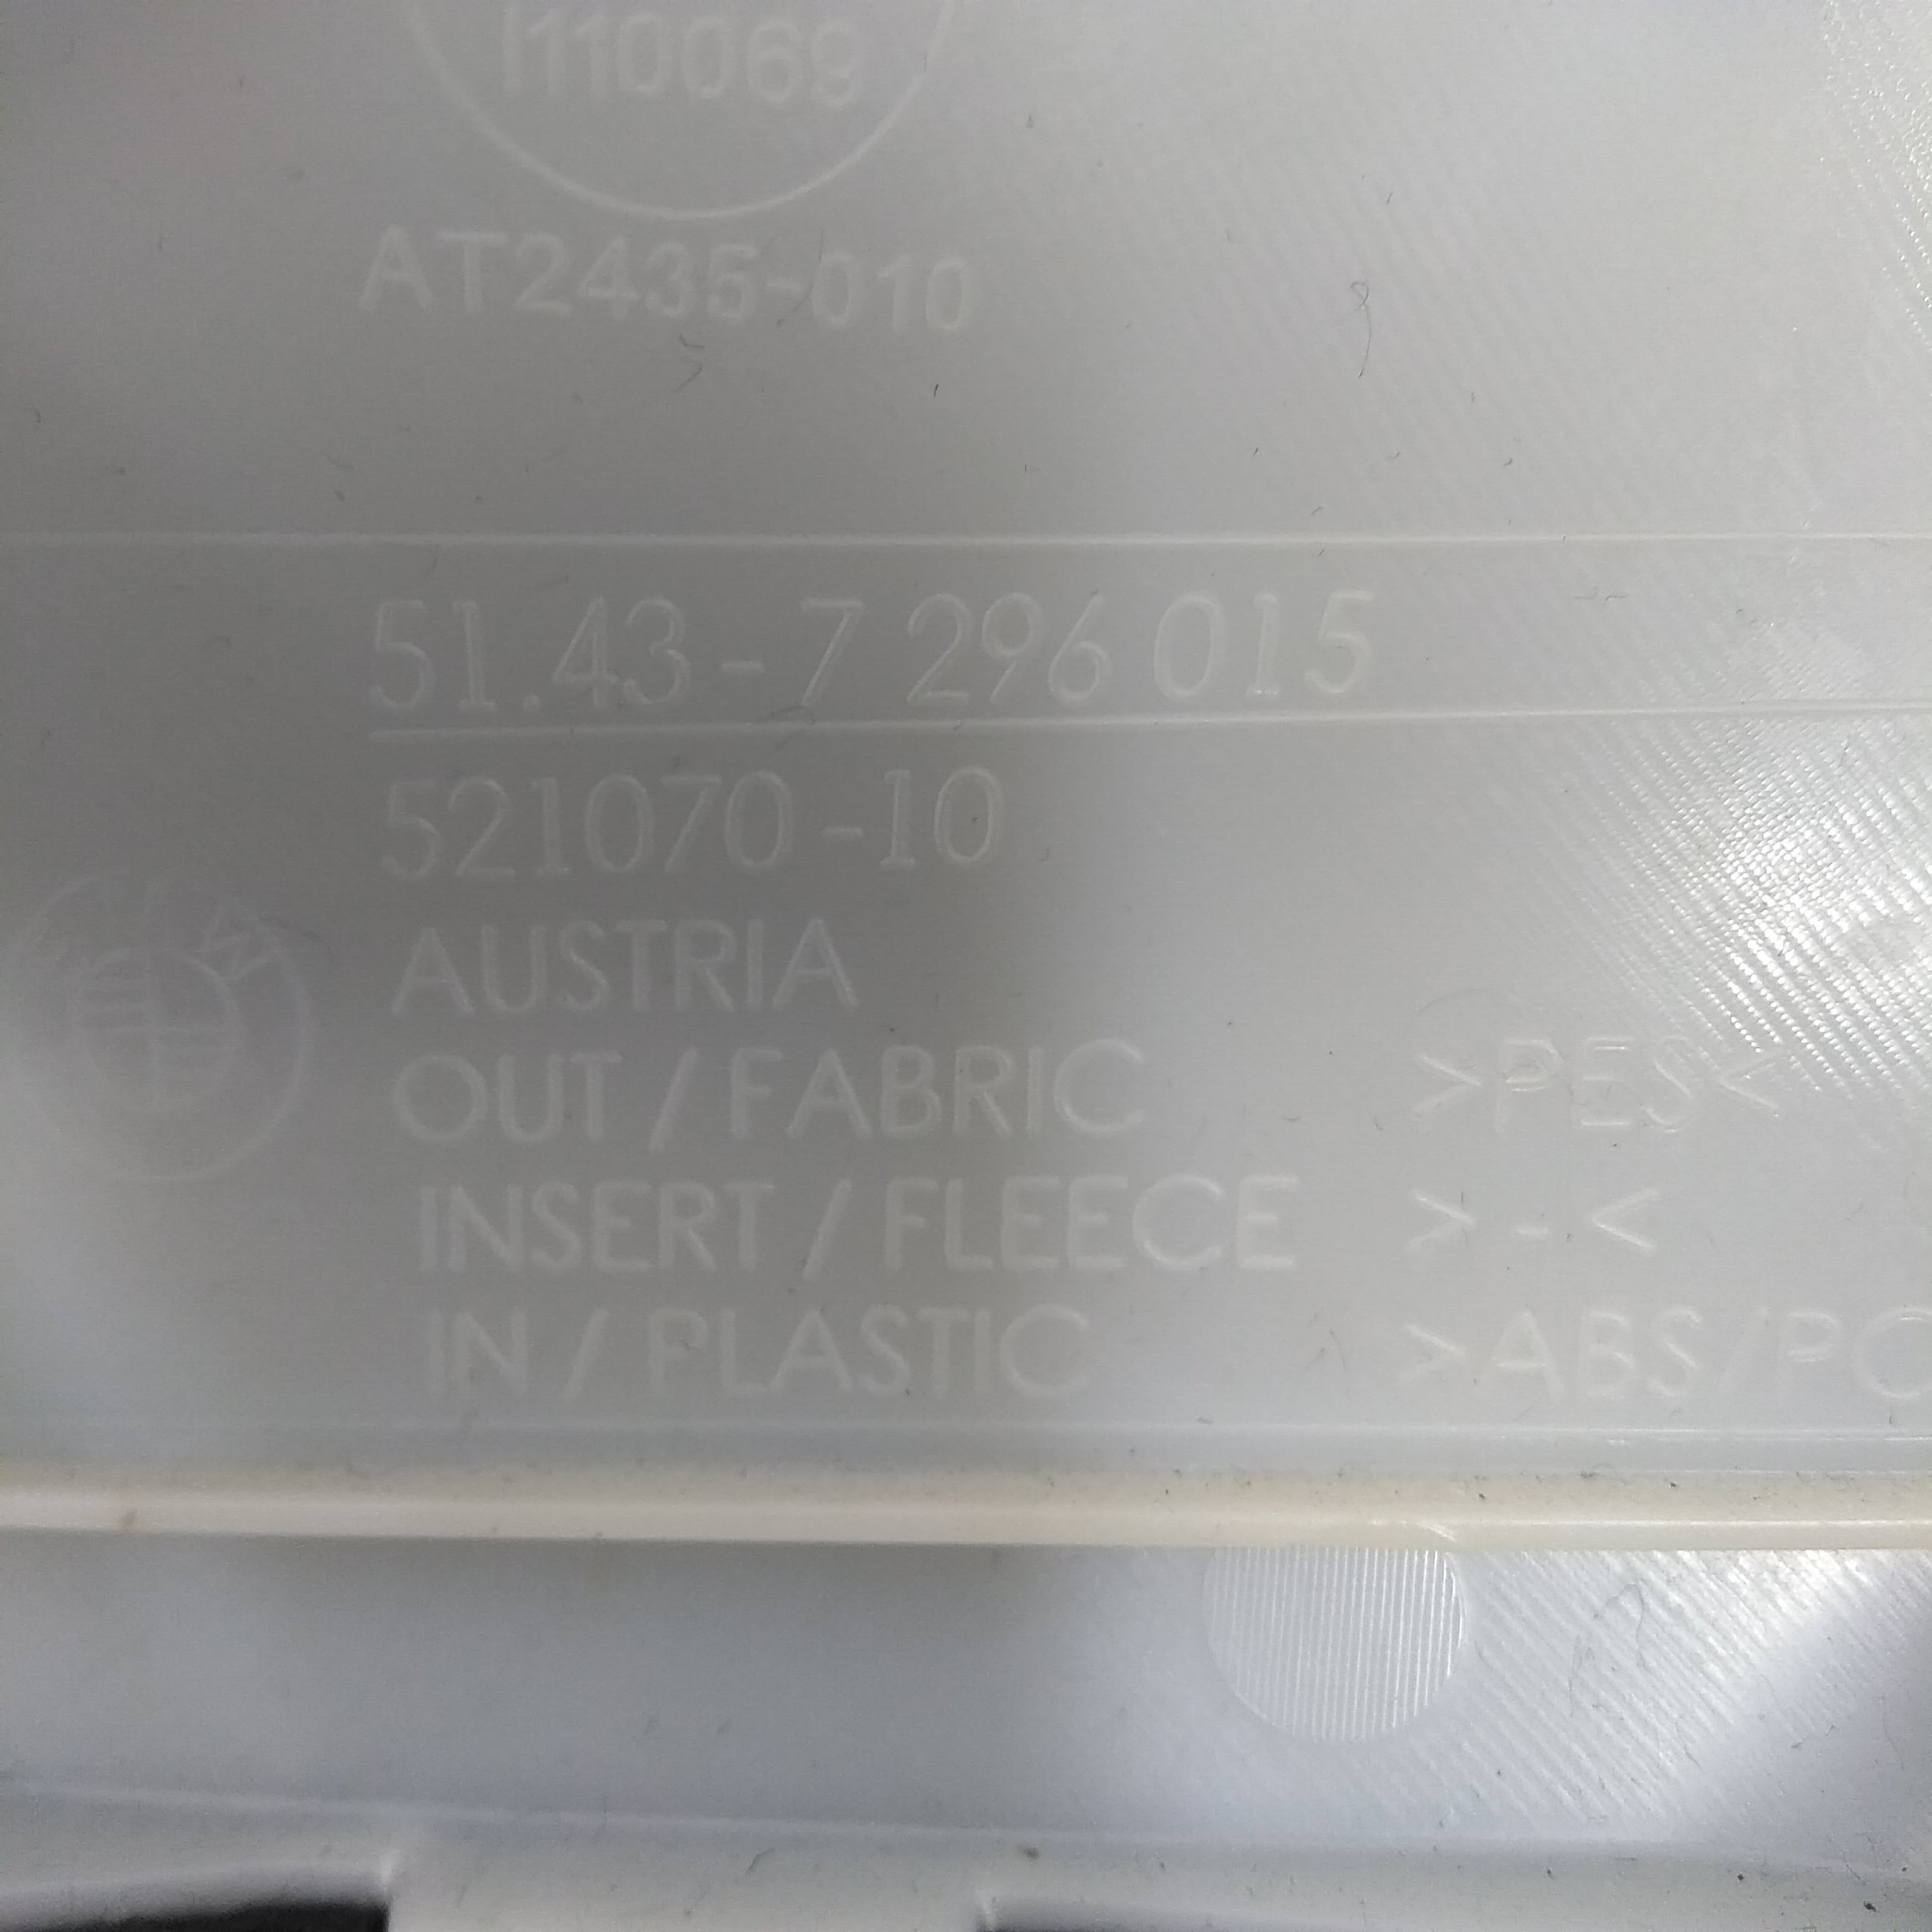 I110069
AT2435-010
51.43-7 296 015
521070-10
AUSTRIA
OUT / FABRIC >PES<
INSERT / FLEECE >-<
IN / PLASTIC >ABS/PC